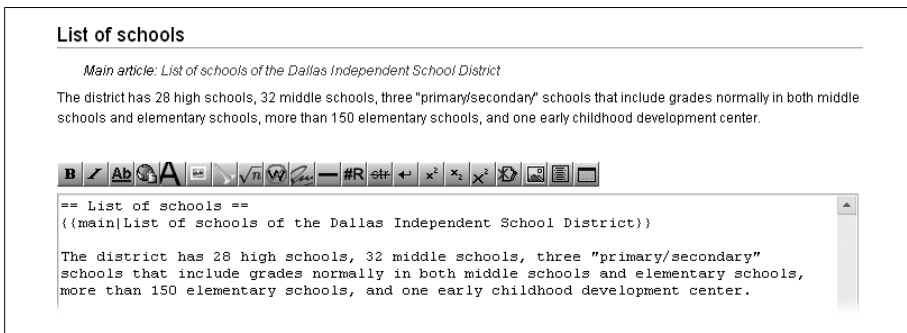 List of schools
Main article: List of schools of the Dallas Independent School District
The district has 28 high schools, 32 middle schools, three "primary/secondary" schools that include grades normally in both middle
schools and elementary schools, more than 150 elementary schools, and one early childhood development center.
B I Ab A √n W #R str x² x₂ x²
== List of schools ==
{{main|List of schools of the Dallas Independent School District}}
The district has 28 high schools, 32 middle schools, three "primary/secondary"
schools that include grades normally in both middle schools and elementary schools,
more than 150 elementary schools, and one early childhood development center.